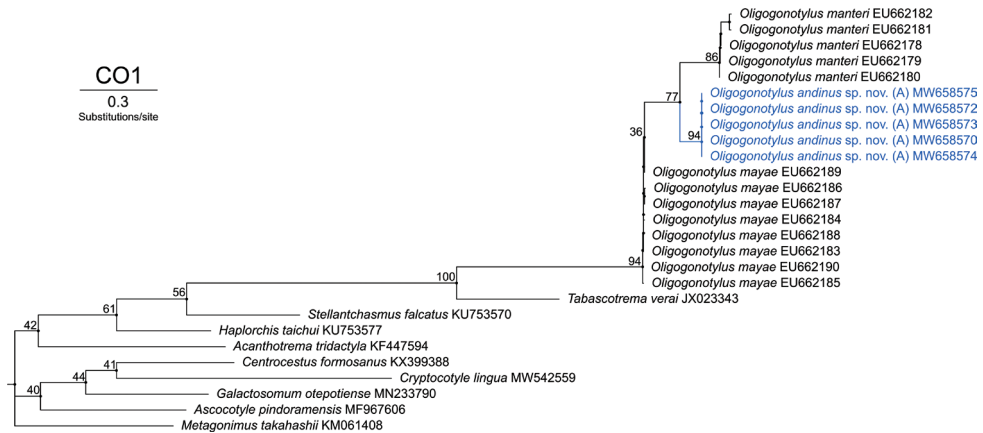 Oligogonotylus manteri EU662182
Oligogonotylus manteri EU662181
Oligogonotylus manteri EU662178
86
Oligogonotylus manteri EU662179
CO1
Oligogonotylus manteri EU662180
0.3
77
Oligogonotylus andinus sp. nov. (A) MW658575
Substitutions/site
Oligogonotylus andinus sp. nov. (A) MW658572
Oligogonotylus andinus sp. nov. (A) MW658573
36
94
Oligogonotylus andinus sp. nov. (A) MW658570
Oligogonotylus andinus sp. nov. (A) MW658574
Oligogonotylus mayae EU662189
Oligogonotylus mayae EU662186
Oligogonotylus mayae EU662187
Oligogonotylus mayae EU662184
Oligogonotylus mayae EU662188
Oligogonotylus mayae EU662183
94
Oligogonotylus mayae EU662190
100
Oligogonotylus mayae EU662185
56
Tabascotrema verai JX023343
61
Stellantchasmus falcatus KU753570
42
Haplorchis taichui KU753577
Acanthotrema tridactyla KF447594
41
Centrocestus formosanus KX399388
44
Cryptocotyle lingua MW542559
40
Galactosomum otepotiense MN233790
Ascocotyle pindoramensis MF967606
Metagonimus takahashii KM061408